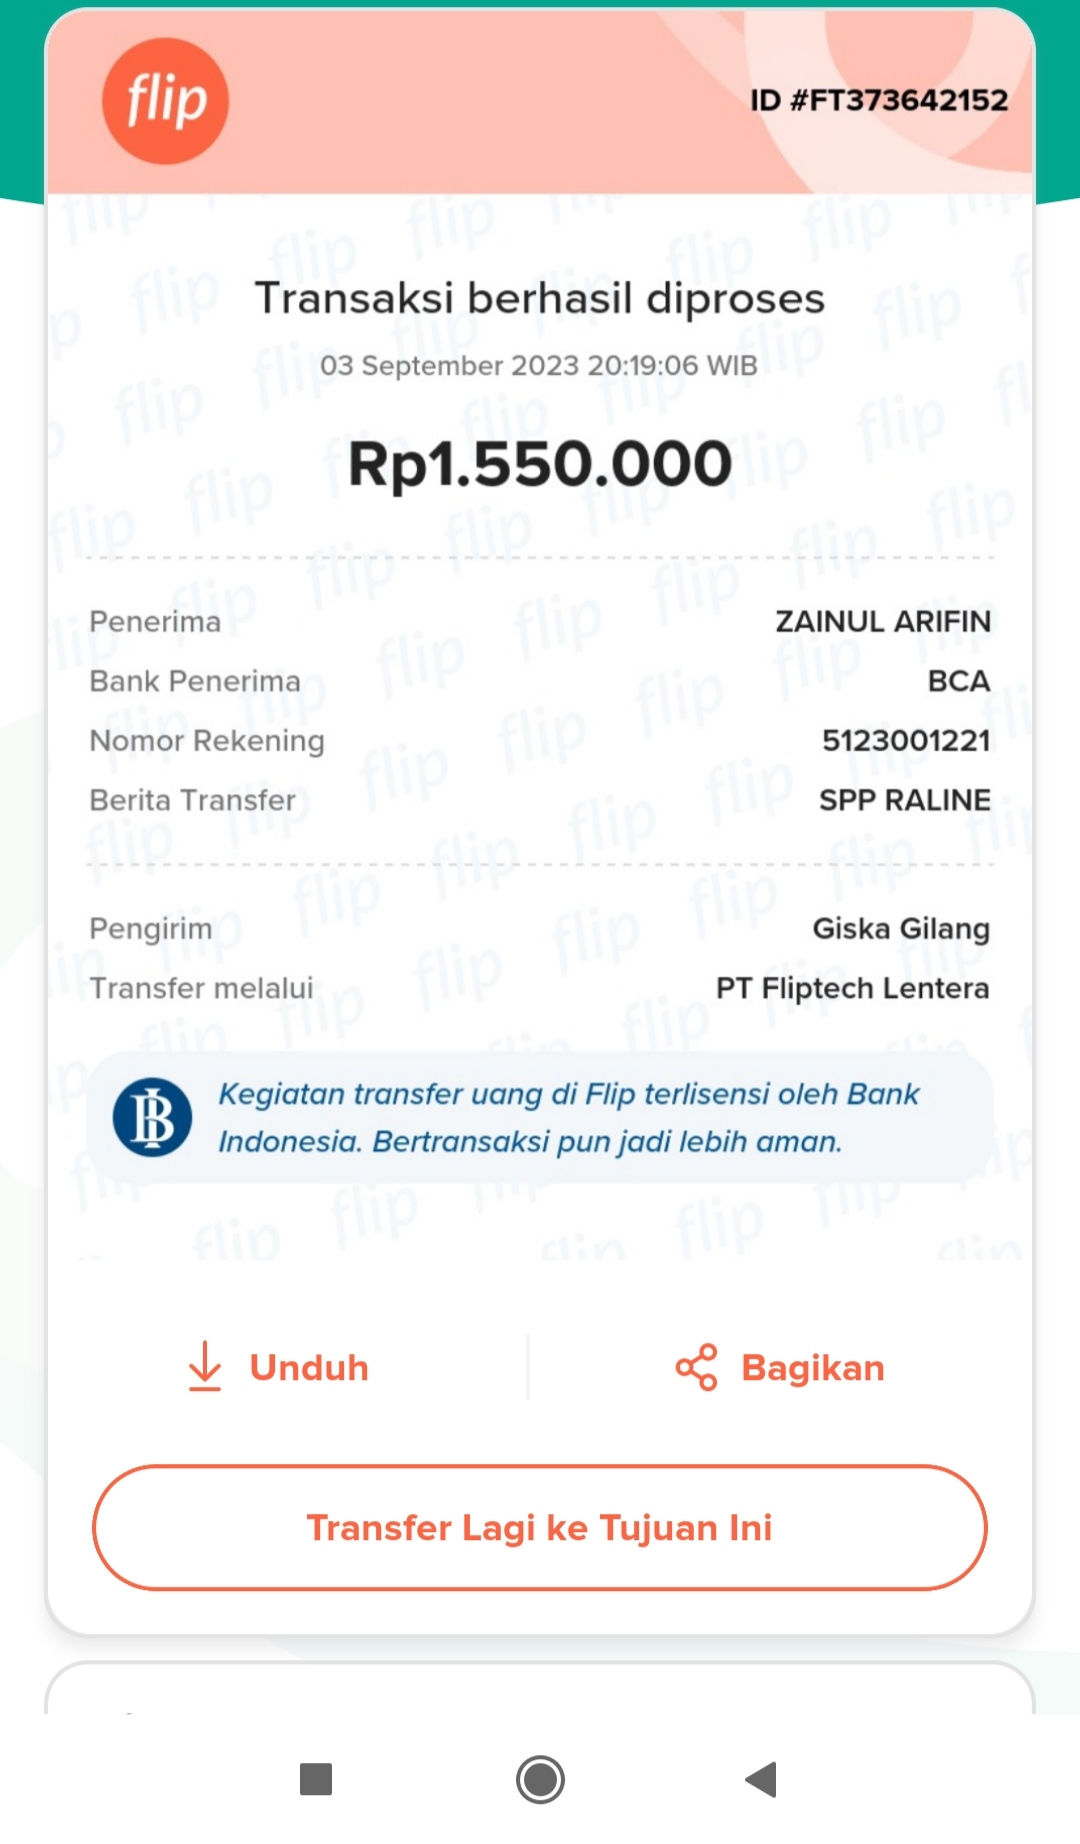 flip
ID #FT373642152
Transaksi berhasil diproses
03 September 2023 20:19:06 WIB
Rp1.550.000
Penerima ZAINUL ARIFIN
Bank Penerima BCA
Nomor Rekening 5123001221
Berita Transfer SPP RALINE
Pengirim Giska Gilang
Transfer melalui PT Fliptech Lentera
Kegiatan transfer uang di Flip terlisensi oleh Bank
Indonesia. Bertransaksi pun jadi lebih aman.
Unduh
Bagikan
Transfer Lagi ke Tujuan Ini